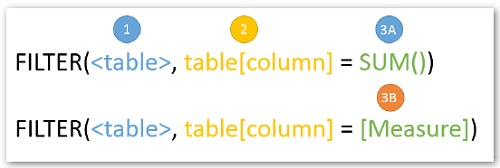 1 2 3A
FILTER(<table>, table[column] = SUM())
3B
FILTER(<table>, table[column] = [Measure])